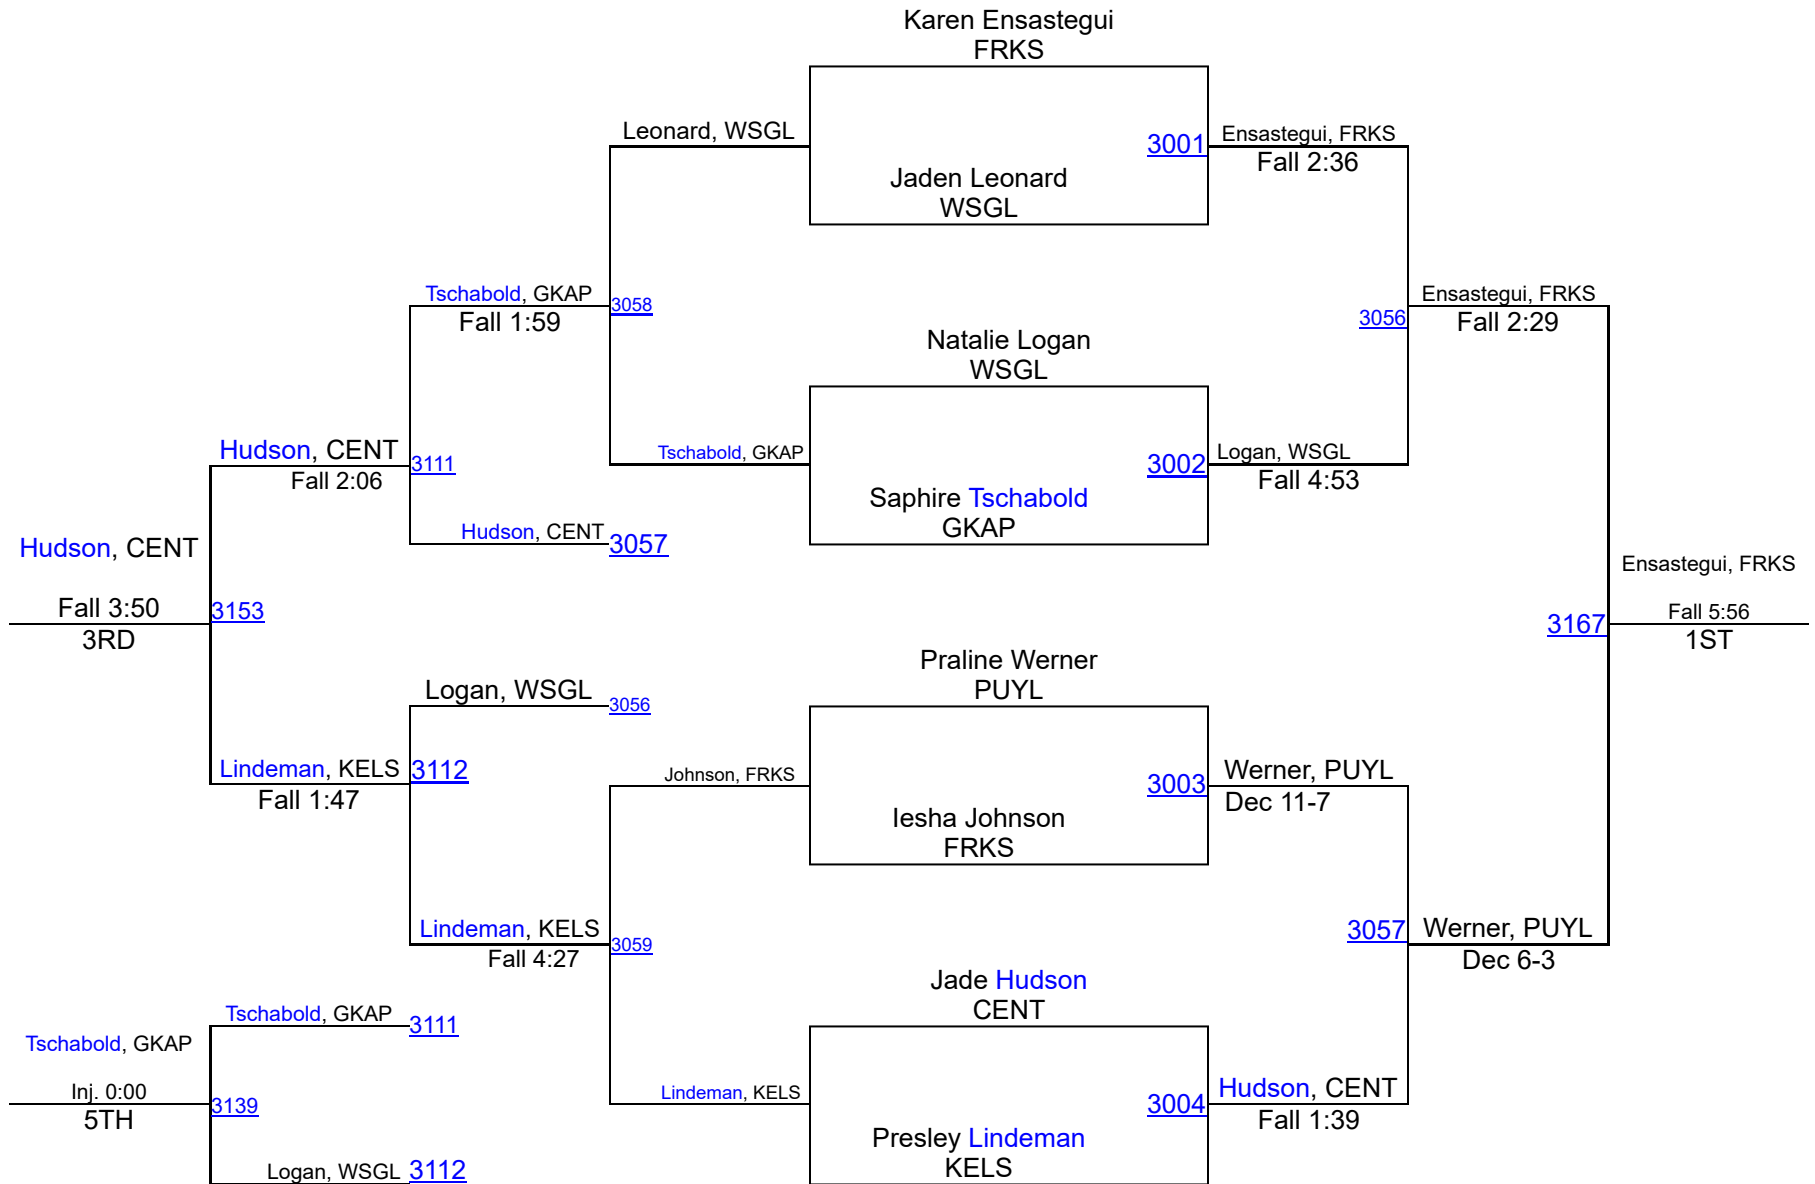 Karen Ensastegui
FRKS
Leonard, WSGL
3001
Ensastegui, FRKS
Fall 2:36
Jaden Leonard
WSGL
Tschabold, GKAP
Fall 1:59
3058
3056
Ensastegui, FRKS
Fall 2:29
Natalie Logan
WSGL
Hudson, CENT
Fall 2:06
3111
Tschabold, GKAP
3002
Logan, WSGL
Fall 4:53
Saphire Tschabold
GKAP
Hudson, CENT
3057
Hudson, CENT
Fall 3:50
3RD
3153
Ensastegui, FRKS
3167
Fall 5:56
1ST
Praline Werner
PUYL
Logan, WSGL
3056
Lindeman, KELS
Fall 1:47
3112
Johnson, FRKS
3003
Werner, PUYL
Dec 11-7
Iesha Johnson
FRKS
Lindeman, KELS
Fall 4:27
3059
3057
Werner, PUYL
Dec 6-3
Jade Hudson
CENT
Tschabold, GKAP
3111
Tschabold, GKAP
Inj. 0:00
5TH
3139
Lindeman, KELS
3004
Hudson, CENT
Fall 1:39
Presley Lindeman
KELS
Logan, WSGL
3112